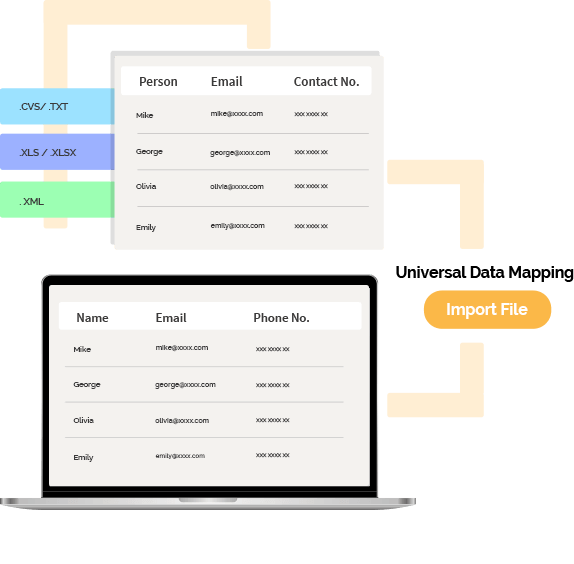 Person Email Contact No.
.CVS/ .TXT
Mike mike@xxxx.com xxx xxxx xx
.XLS / .XLSX
George george@xxxx.com xxx xxxx xx
Olivia olivia@xxxx.com xxx xxxx xx
. XML
Emily emily@xxxx.com xxx xxxx xx
Universal Data Mapping
Import File
Name Email Phone No.
Mike mike@xxxx.com xxx xxxx xx
George george@xxxx.com xxx xxxx xx
Olivia olivia@xxxx.com xxx xxxx xx
Emily emily@xxxx.com xxx xxxx xx